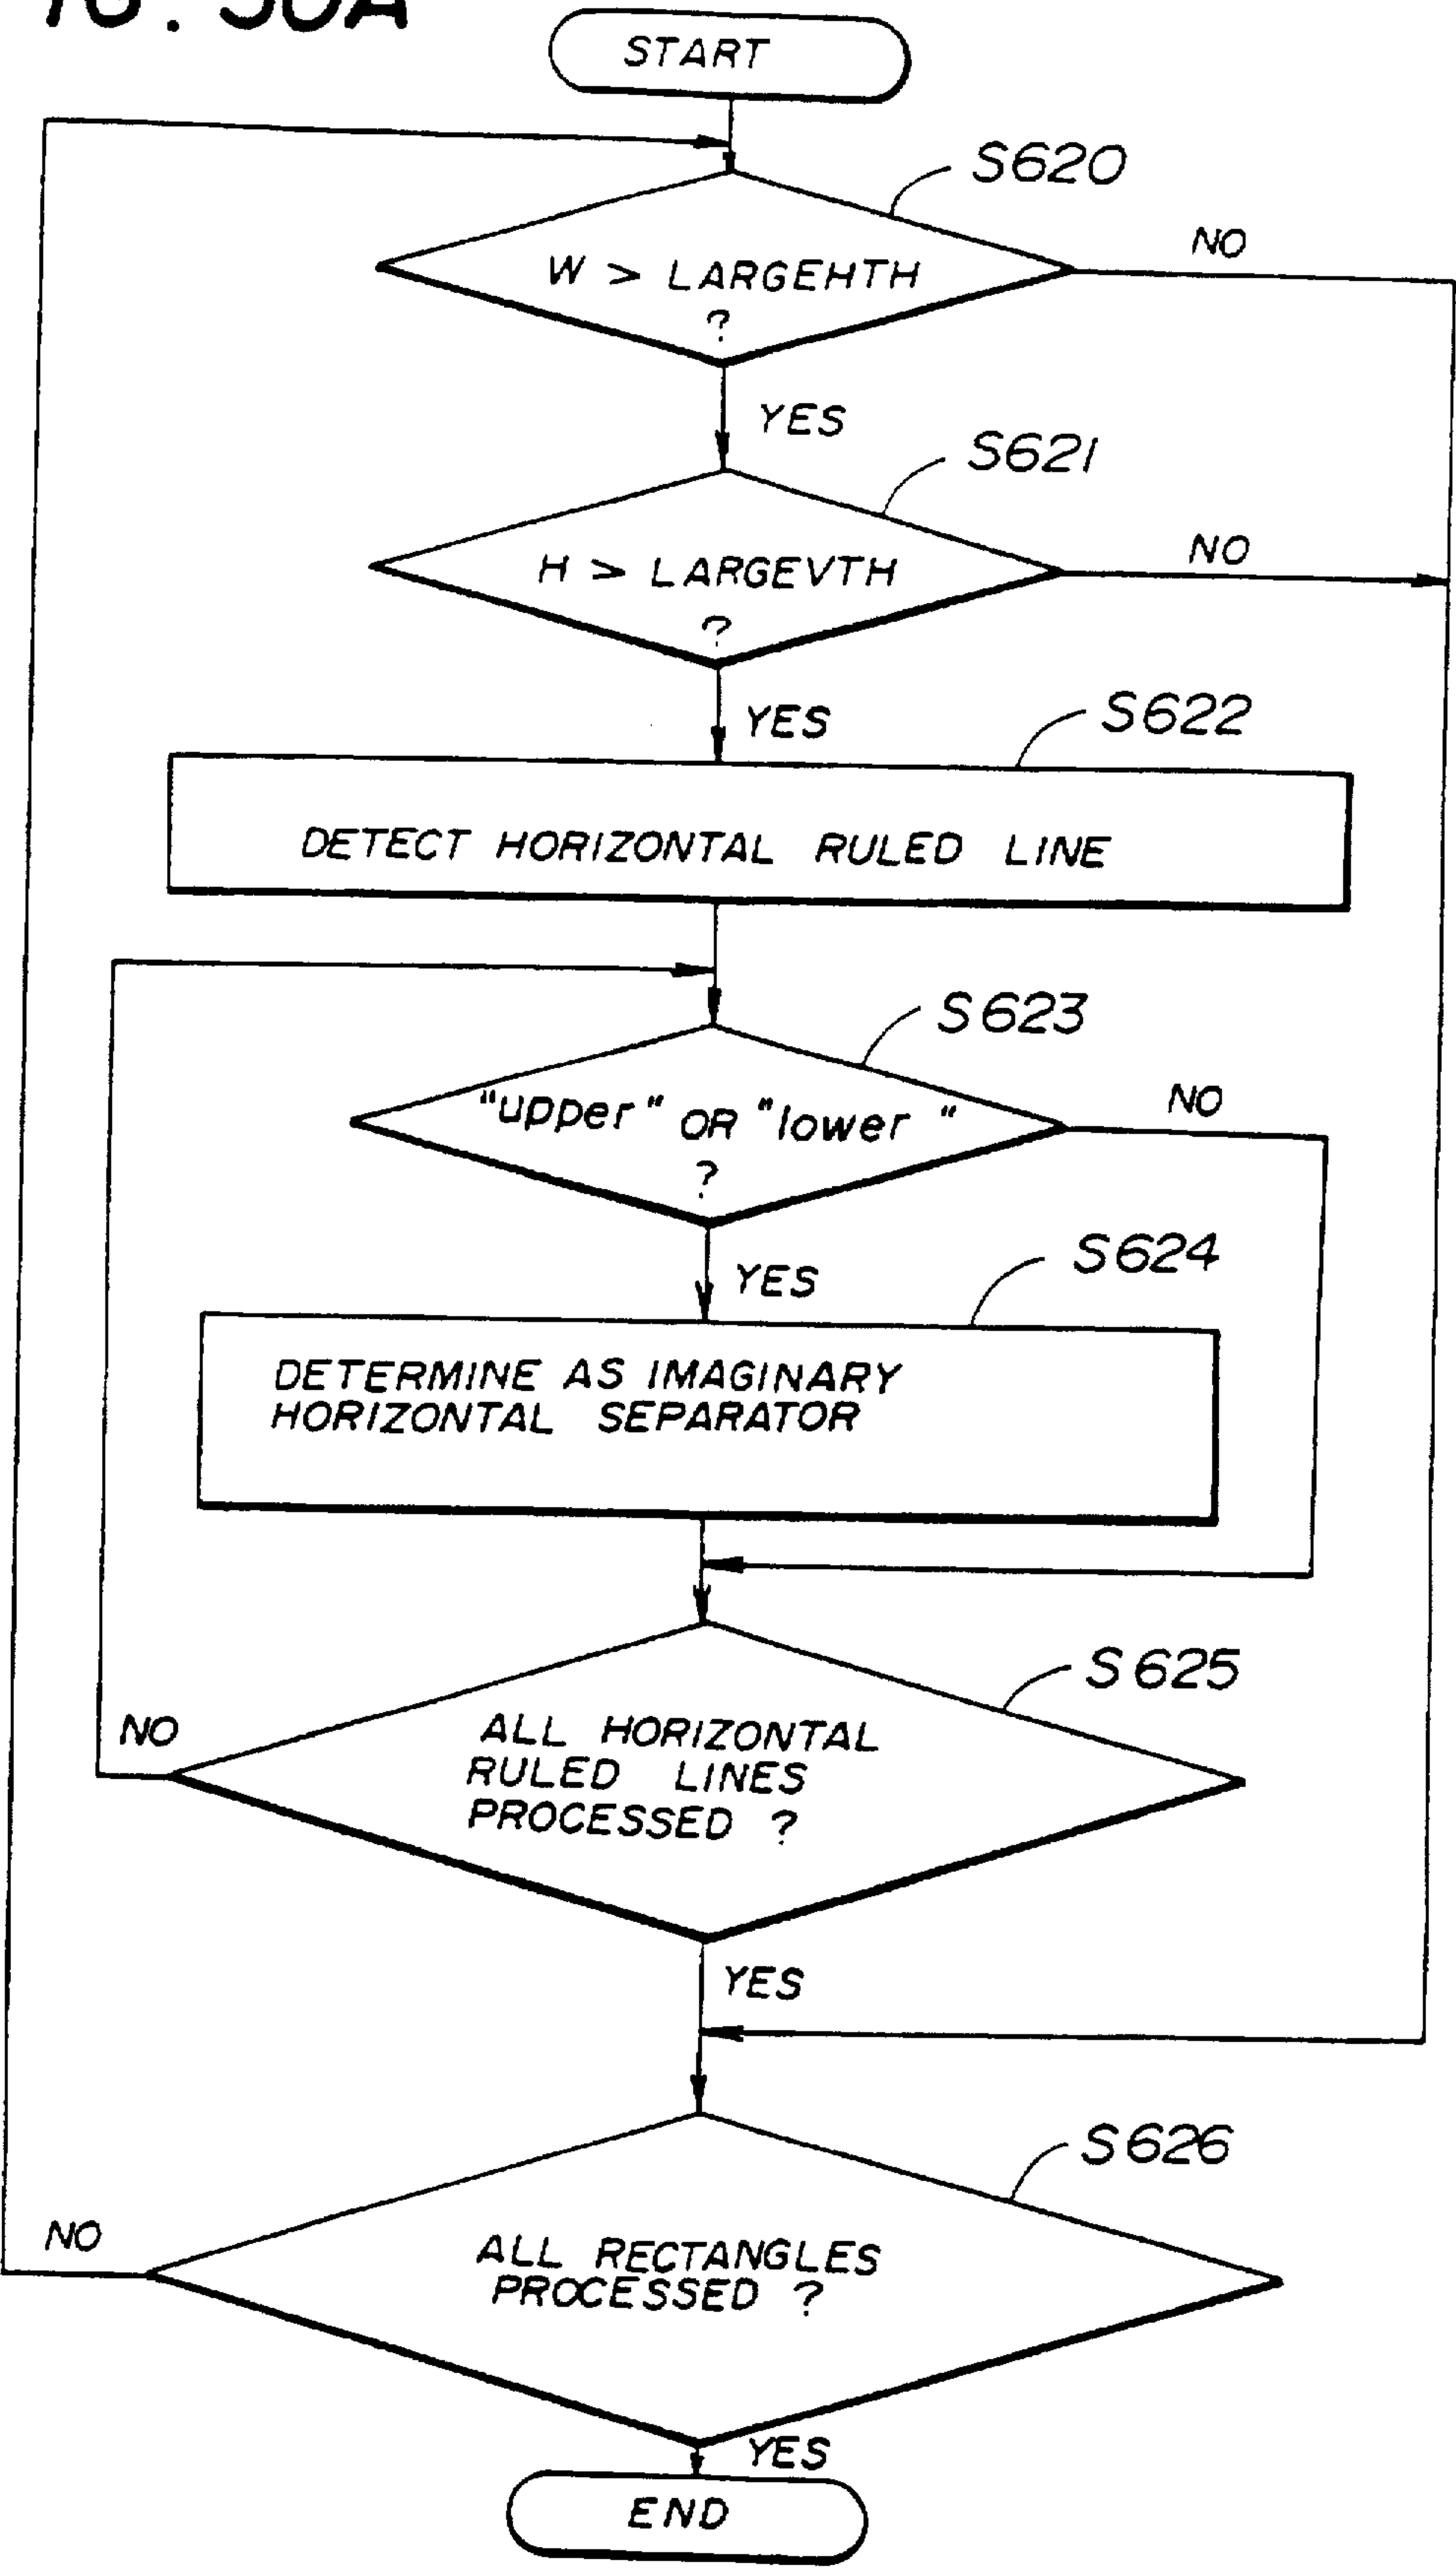 30A
START
S620
W > LARGEHTH
?
NO
YES
S621
H > LARGEVTH
?
NO
YES
S622
DETECT HORIZONTAL RULED LINE
S623
"upper" OR "lower "
?
NO
YES
S624
DETERMINE AS IMAGINARY
HORIZONTAL SEPARATOR
S625
ALL HORIZONTAL
RULED LINES
PROCESSED ?
NO
YES
S626
ALL RECTANGLES
PROCESSED ?
NO
YES
END